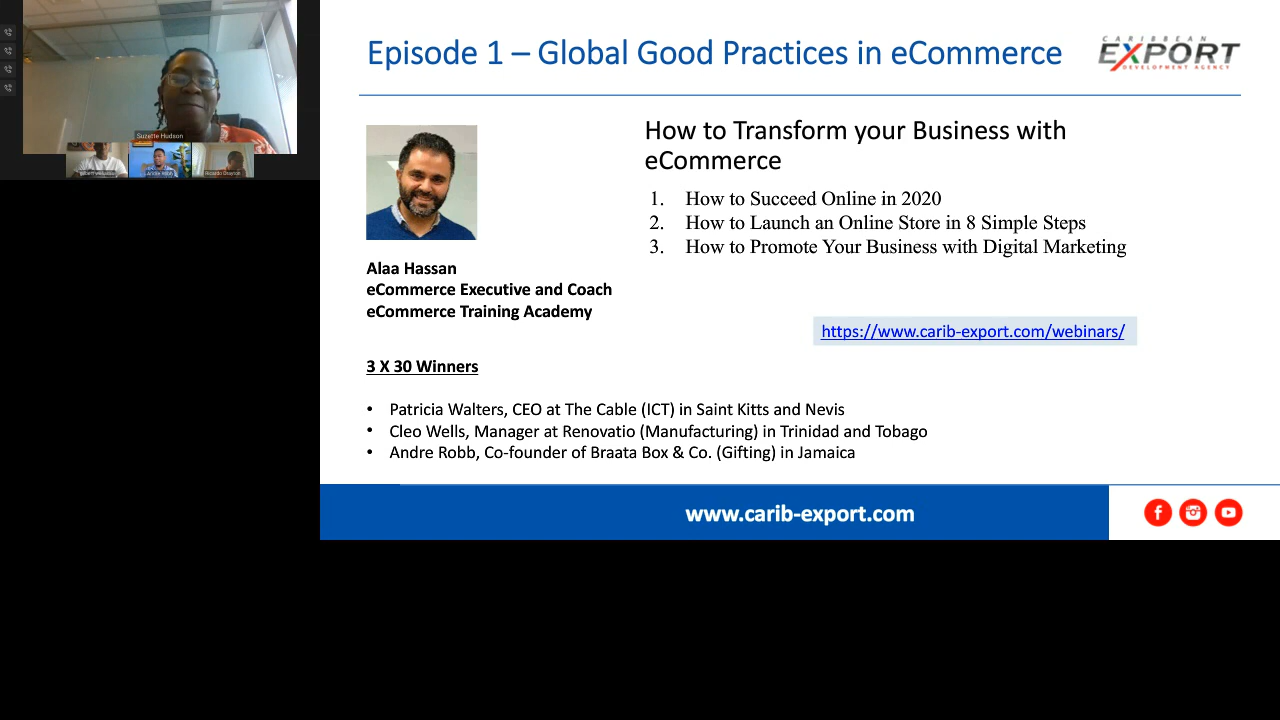 Suzette Hudson
Ricardo Drayton
Episode 1 – Global Good Practices in eCommerce
CARIBBEAN
EXPORT
DEVELOPMENT AGENCY
How to Transform your Business with
eCommerce
1. How to Succeed Online in 2020
2. How to Launch an Online Store in 8 Simple Steps
3. How to Promote Your Business with Digital Marketing
Alaa Hassan
eCommerce Executive and Coach
eCommerce Training Academy
https://www.carib-export.com/webinars/
3 X 30 Winners
• Patricia Walters, CEO at The Cable (ICT) in Saint Kitts and Nevis
• Cleo Wells, Manager at Renovatio (Manufacturing) in Trinidad and Tobago
• Andre Robb, Co-founder of Braata Box & Co. (Gifting) in Jamaica
www.carib-export.com